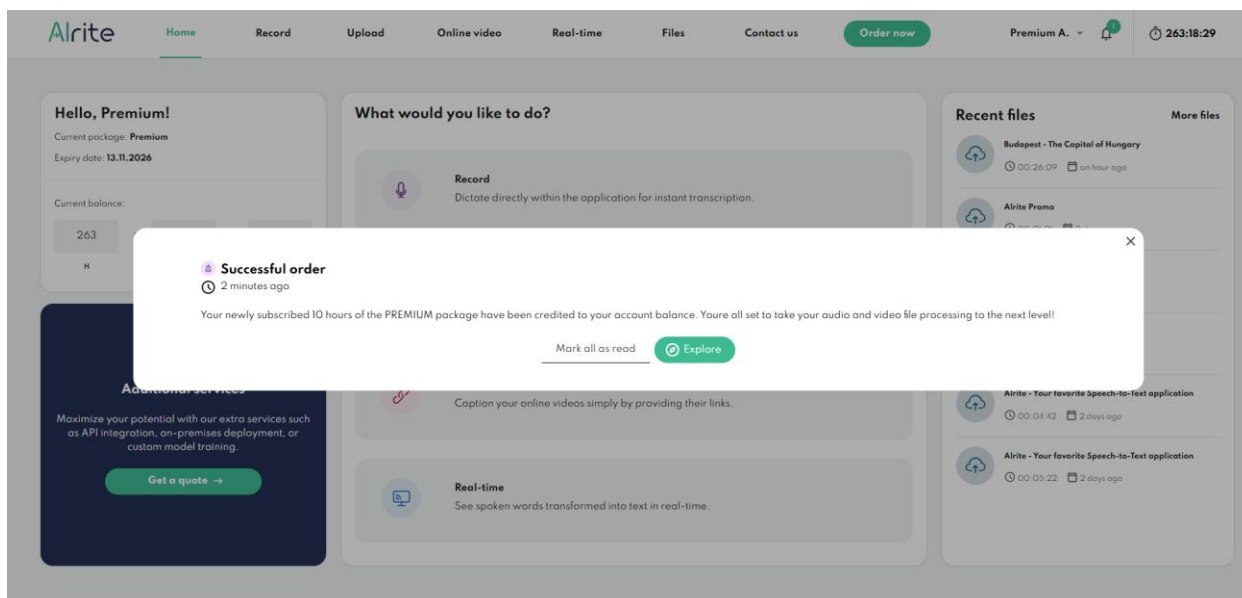 Alrite
Home
Record
Upload
Online video
Real-time
Files
Contact us
Order now
Premium A.
1
263:18:29
Hello, Premium!
Current package: Premium
Expiry date: 13.11.2026
Current balance:
263
H
What would you like to do?
Record
Dictate directly within the application for instant transcription.
Recent files
More files
Budapest - The Capital of Hungary
00:26:09 an hour ago
Alrite Promo
Successful order
2 minutes ago
Your newly subscribed 10 hours of the PREMIUM package have been credited to your account balance. Youre all set to take your audio and video file processing to the next level!
Mark all as read
Explore
Additional services
Maximize your potential with our extra services such
as API integration, on-premises deployment, or
custom model training.
Get a quote →
Caption your online videos simply by providing their links.
Real-time
See spoken words transformed into text in real-time.
Alrite - Your favorite Speech-to-Text application
00:04:42 2 days ago
Alrite - Your favorite Speech-to-Text application
00:05:22 2 days ago